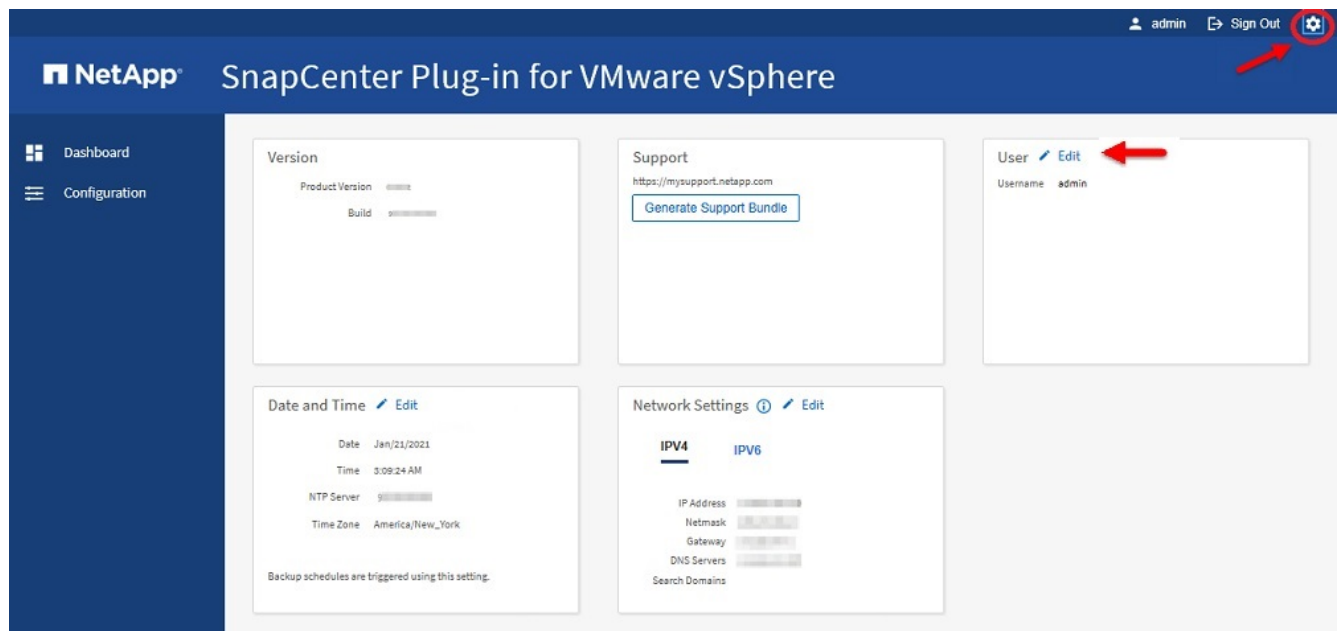 admin Sign Out
NetApp SnapCenter Plug-in for VMware vSphere
Dashboard
Configuration
Version
Product Version
Build
Support
https://mysupport.netapp.com
Generate Support Bundle
User Edit
Username admin
Date and Time Edit
Date Jan/21/2021
Time 3:09:24 AM
NTP Server
Time Zone America/New_York
Backup schedules are triggered using this setting.
Network Settings Edit
IPV4 IPV6
IP Address
Netmask
Gateway
DNS Servers
Search Domains